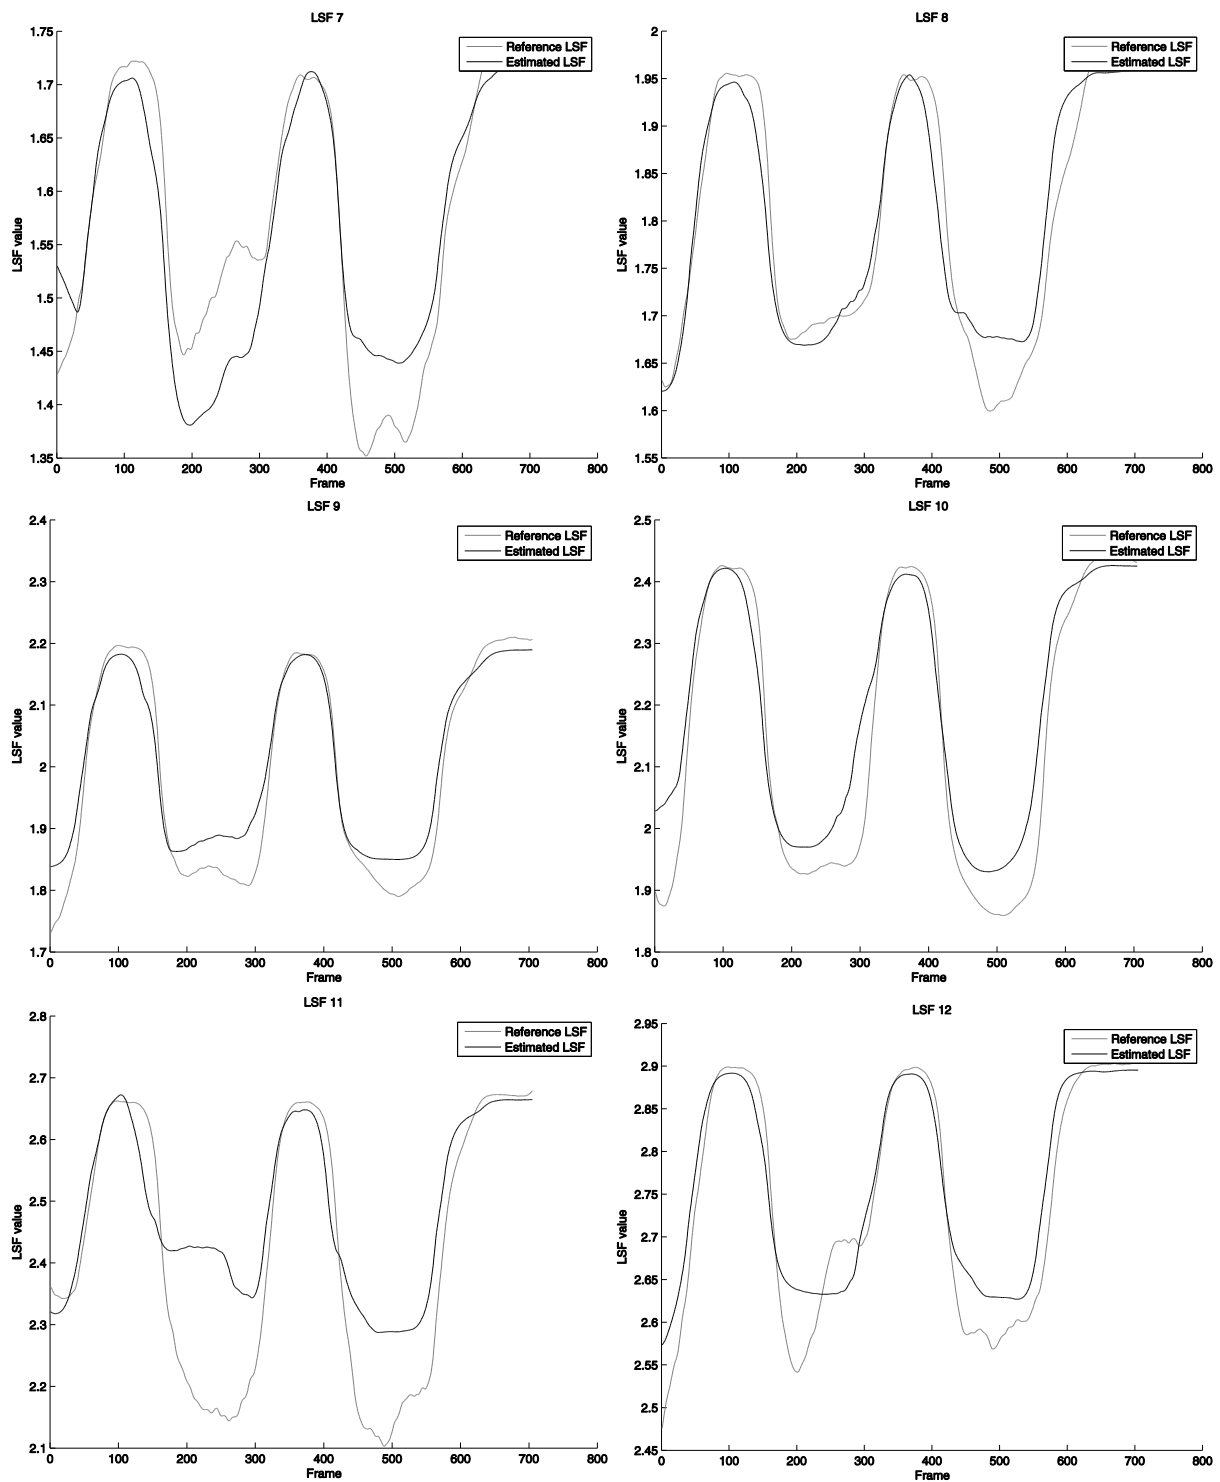 LSF 7
1.75
1.7
1.65
1.6
1.55
1.5
1.45
1.4
1.35
LSF value
0 100 200 300 400 500 600 700 800
Frame
Reference LSF
Estimated LSF
LSF 8
2
1.95
1.9
1.85
1.8
1.75
1.7
1.65
1.6
1.55
LSF value
0 100 200 300 400 500 600 700 800
Frame
Reference LSF
Estimated LSF
LSF 9
2.4
2.3
2.2
2.1
2
1.9
1.8
1.7
LSF value
0 100 200 300 400 500 600 700 800
Frame
Reference LSF
Estimated LSF
LSF 10
2.5
2.4
2.3
2.2
2.1
2
1.9
1.8
LSF value
0 100 200 300 400 500 600 700 800
Frame
Reference LSF
Estimated LSF
LSF 11
2.8
2.7
2.6
2.5
2.4
2.3
2.2
2.1
LSF value
0 100 200 300 400 500 600 700 800
Frame
Reference LSF
Estimated LSF
LSF 12
2.95
2.9
2.85
2.8
2.75
2.7
2.65
2.6
2.55
2.5
2.45
LSF value
0 100 200 300 400 500 600 700 800
Frame
Reference LSF
Estimated LSF